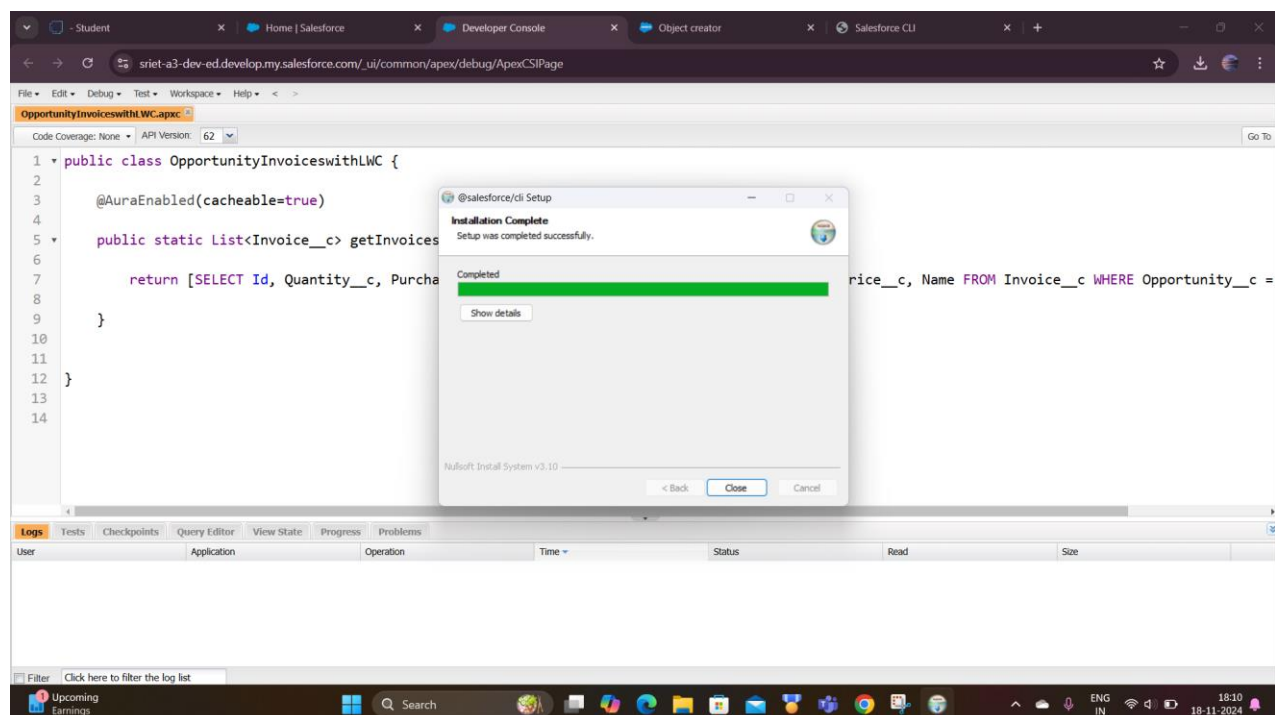 - Student
Home | Salesforce
Developer Console
Object creator
Salesforce CLI
sriet-a3-dev-ed.develop.my.salesforce.com/_ui/common/apex/debug/ApexCSIPage
File Edit Debug Test Workspace Help < >
OpportunityInvoiceswithLWC.apxc
Code Coverage: None API Version: 62 Go To
1 public class OpportunityInvoiceswithLWC {
2
3 @AuraEnabled(cacheable=true)
4
5 public static List<Invoice__c> getInvoices
6
7 return [SELECT Id, Quantity__c, Purcha rice__c, Name FROM Invoice__c WHERE Opportunity__c =
8
9 }
10
11
12 }
13
14
@salesforce/cli Setup
Installation Complete
Setup was completed successfully.
Completed
Show details
Nullsoft Install System v3.10
< Back Close Cancel
Logs Tests Checkpoints Query Editor View State Progress Problems
User Application Operation Time Status Read Size
Filter Click here to filter the log list
1 Upcoming
Earnings
Search
ENG
IN
18:10
18-11-2024